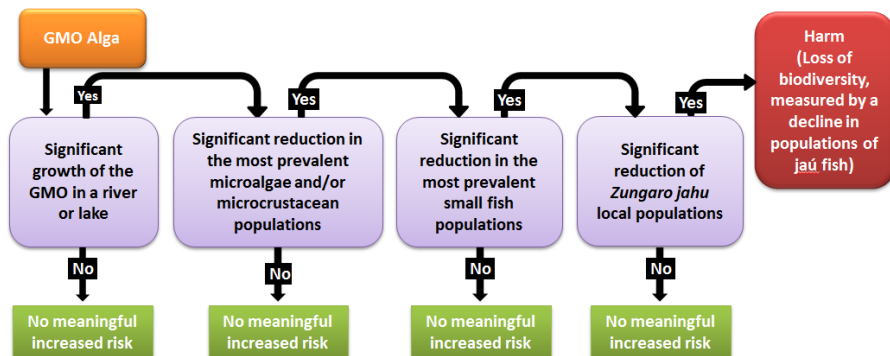 GMO Alga
Yes
Yes
Yes
Yes
Harm
(Loss of
biodiversity,
measured by a
decline in
populations of
jaú fish)
Significant
growth of the
GMO in a river
or lake
Significant reduction in
the most prevalent
microalgae and/or
microcrustacean
populations
Significant
reduction in the
most prevalent
small fish
populations
Significant
reduction of
Zungaro jahu
local populations
No
No
No
No
No meaningful
increased risk
No meaningful
increased risk
No meaningful
increased risk
No meaningful
increased risk